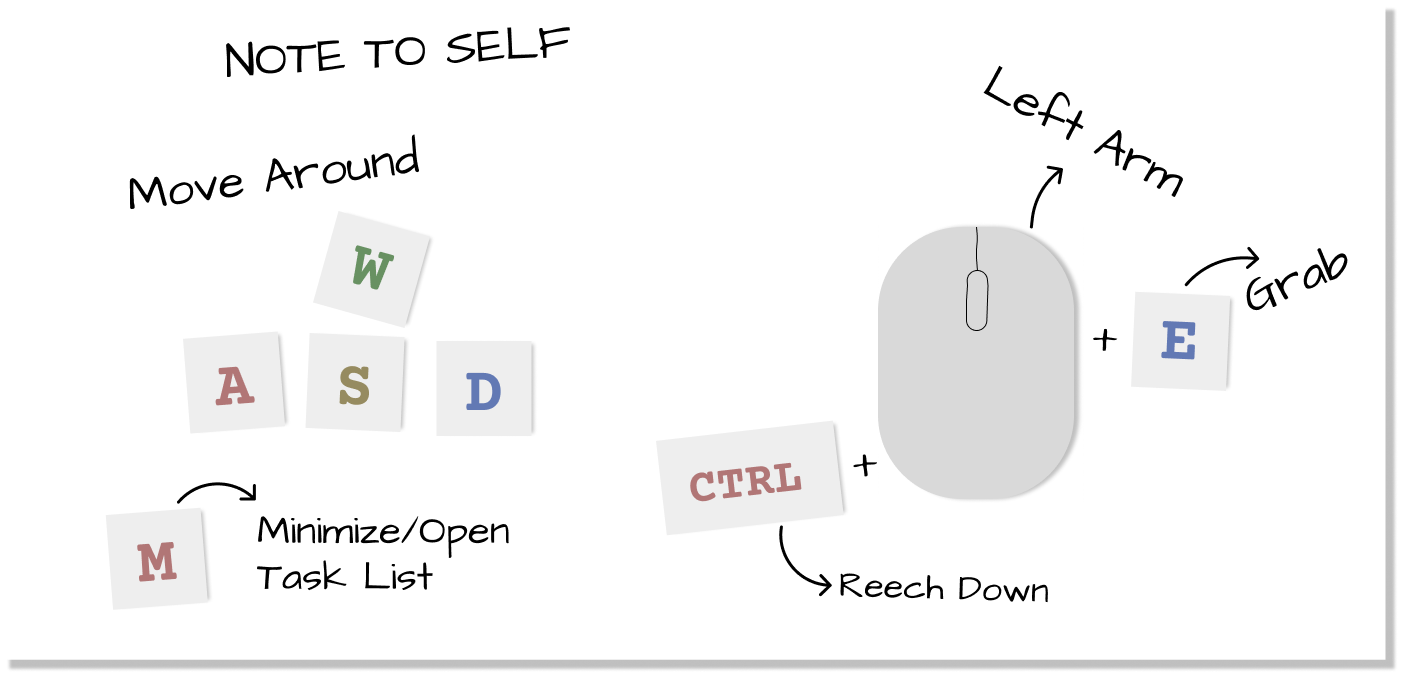 NOTE TO SELF
Move Around
W
A S D
M
Minimize/Open
Task List
Left Arm
+ E
Grab
CTRL +
Reech Down